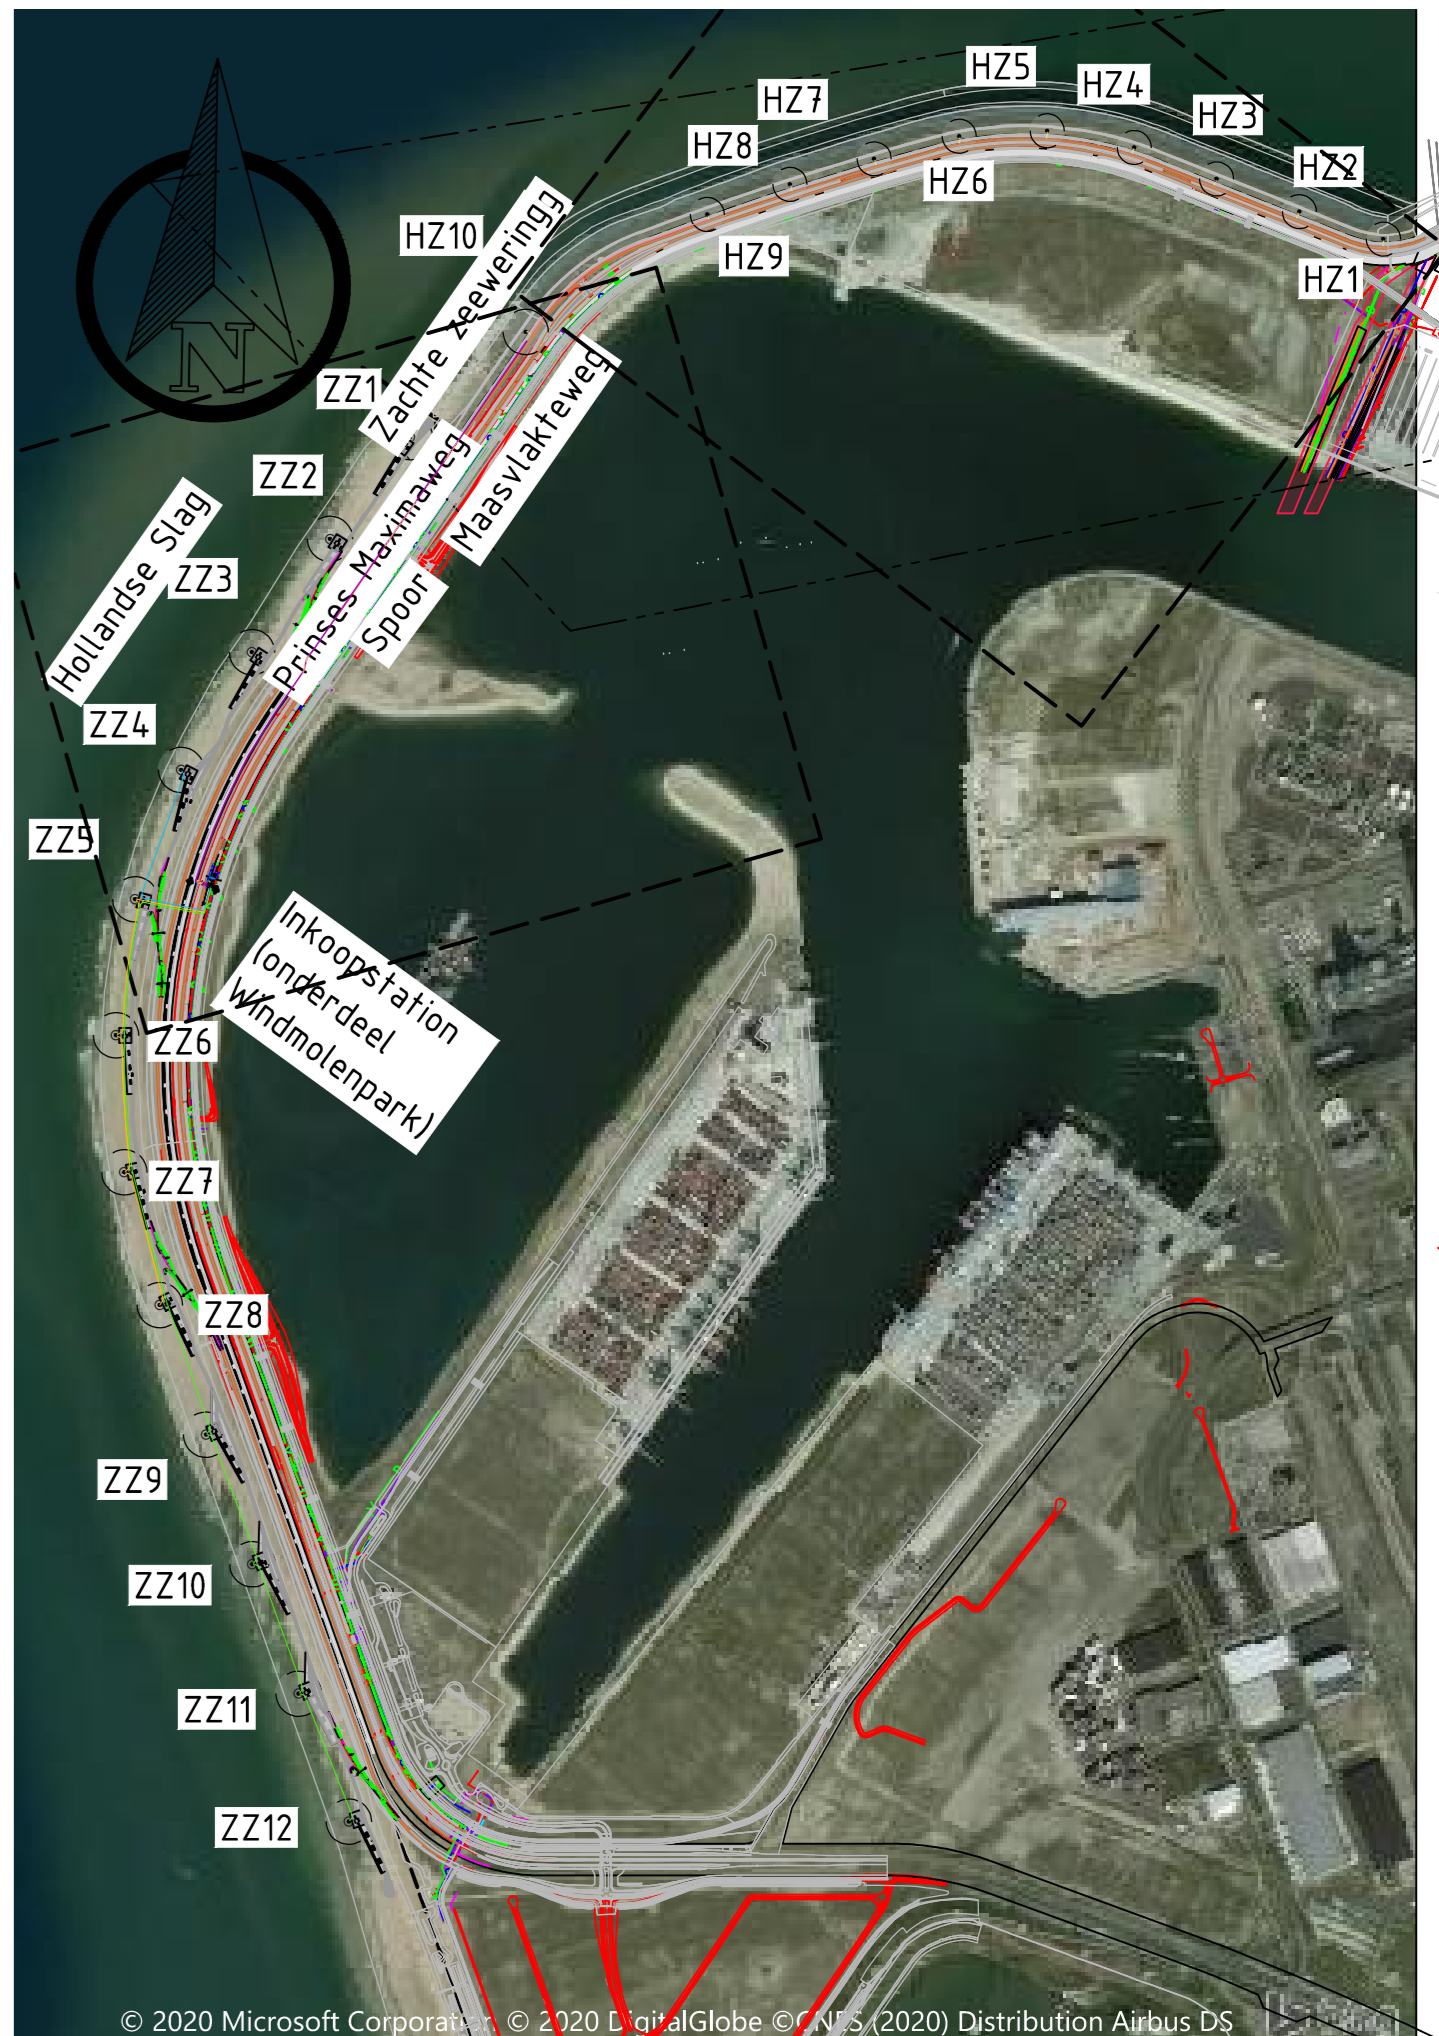 HZ5
HZ4
HZ7
HZ3
HZ8
HZ2
HZ6
HZ10
HZ9
HZ1
Zachte zeeweringg
N
ZZ1
Maasvlakteweg
ZZ2
Prinses Maximaweg
Hollandse Slag
ZZ3
Spoor
ZZ4
ZZ5
Inkoopstation
(onderdeel
Windmolenpark)
ZZ6
ZZ7
ZZ8
ZZ9
ZZ10
ZZ11
ZZ12
© 2020 Microsoft Corporation © 2020 DigitalGlobe ©CNES (2020) Distribution Airbus DS